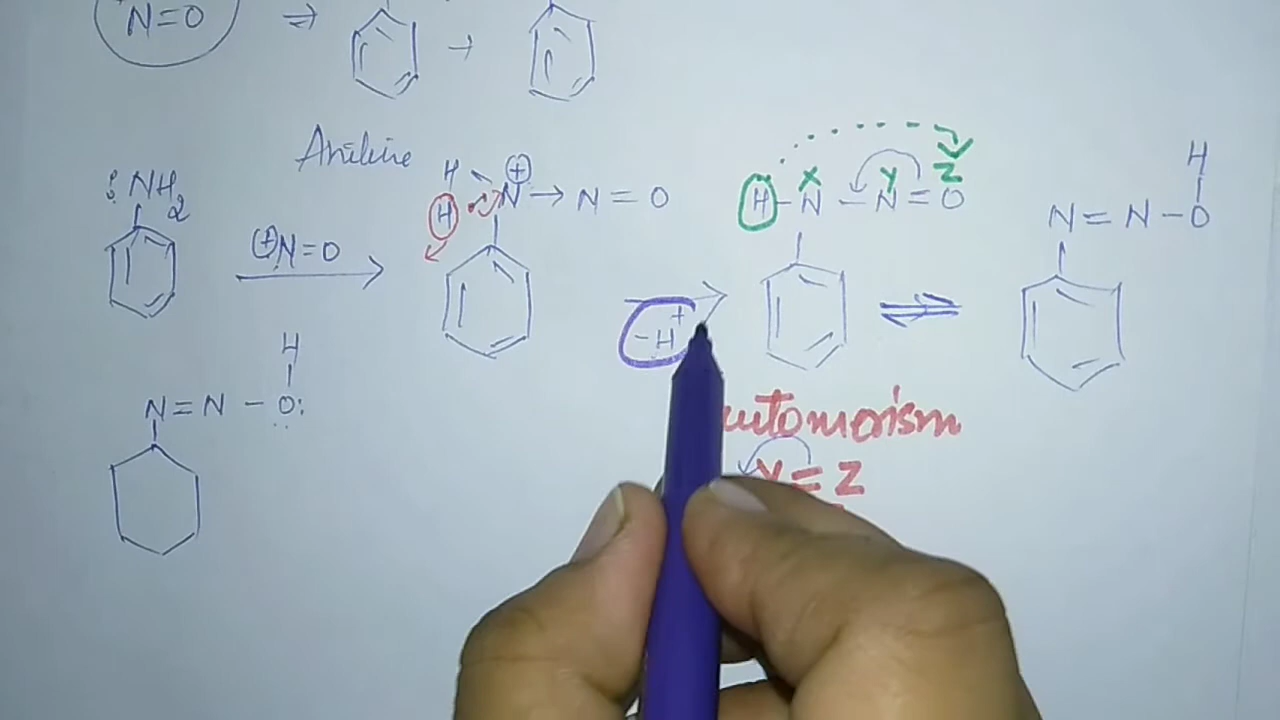 N=O ⇒ →
Aniline
:NH2
⊕N=O
H ⊕
H N → N = O
-H+
X Y Z
H - N - N = O
H
N = N - O
H
N = N - O:
utomerism
Y = Z